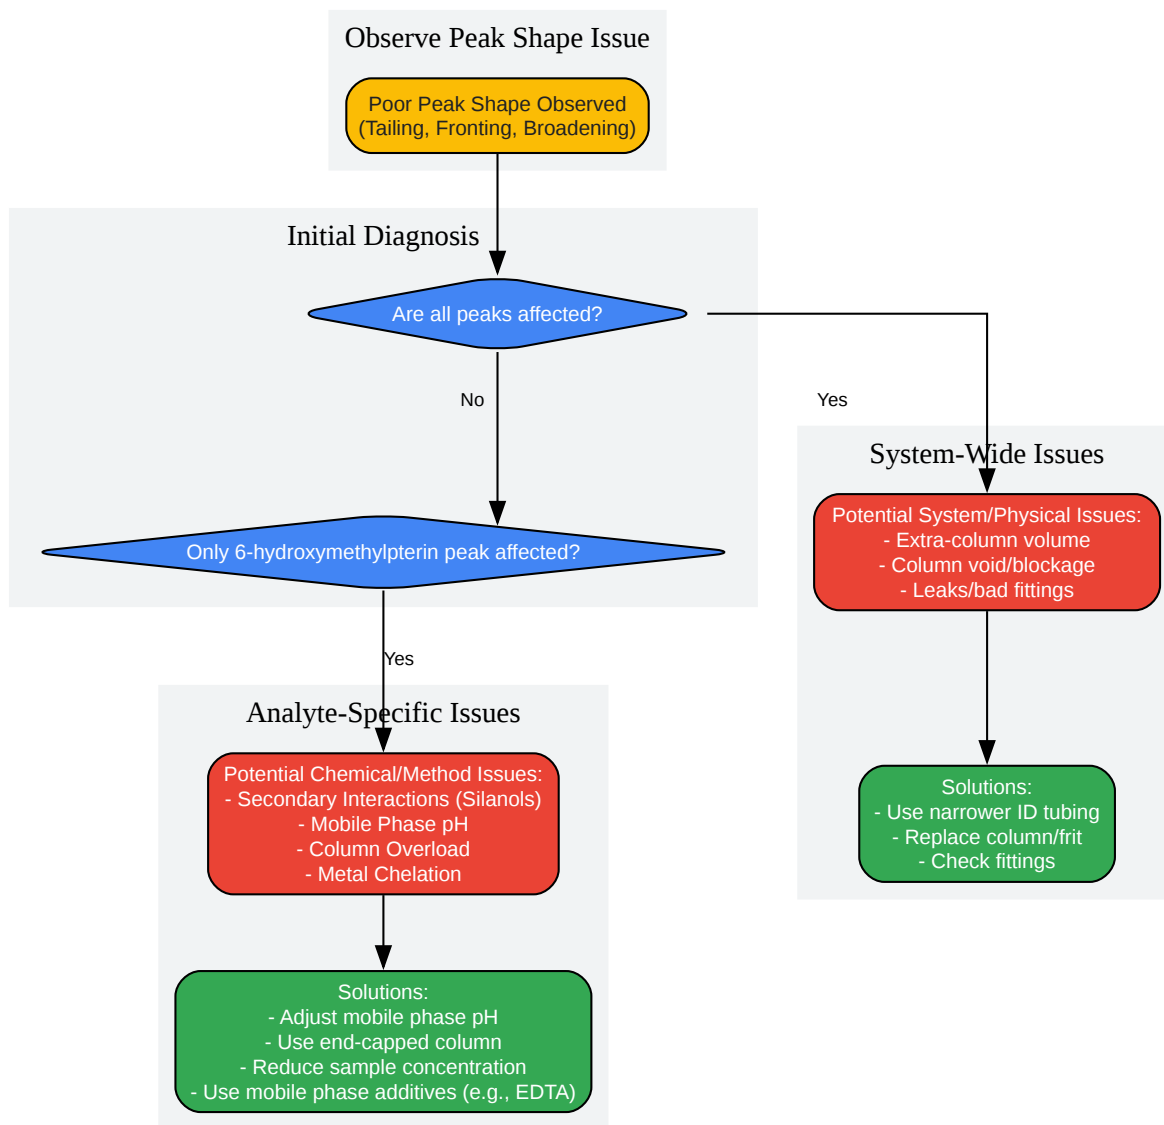 Observe Peak Shape Issue
Poor Peak Shape Observed
(Tailing, Fronting, Broadening)
Initial Diagnosis
Are all peaks affected?
No
Yes
Only 6-hydroxymethylpterin peak affected?
System-Wide Issues
Potential System/Physical Issues:
- Extra-column volume
- Column void/blockage
- Leaks/bad fittings
Yes
Analyte-Specific Issues
Potential Chemical/Method Issues:
- Secondary Interactions (Silanols)
- Mobile Phase pH
- Column Overload
- Metal Chelation
Solutions:
- Use narrower ID tubing
- Replace column/frit
- Check fittings
Solutions:
- Adjust mobile phase pH
- Use end-capped column
- Reduce sample concentration
- Use mobile phase additives (e.g., EDTA)